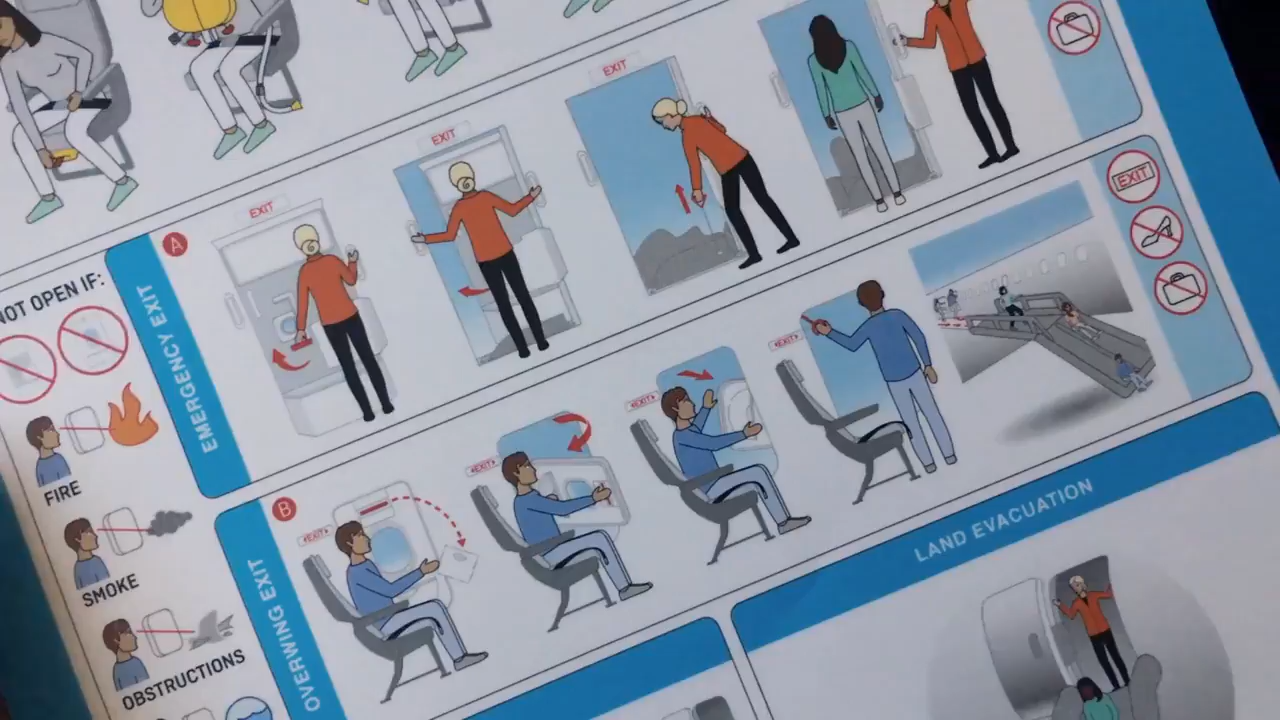 EXIT
EXIT
EXIT
EXIT
A
EMERGENCY EXIT
NOT OPEN IF:
FIRE
SMOKE
OBSTRUCTIONS
B
OVERWING EXIT
<EXIT>
<EXIT>
<EXIT>
<EXIT>
LAND EVACUATION